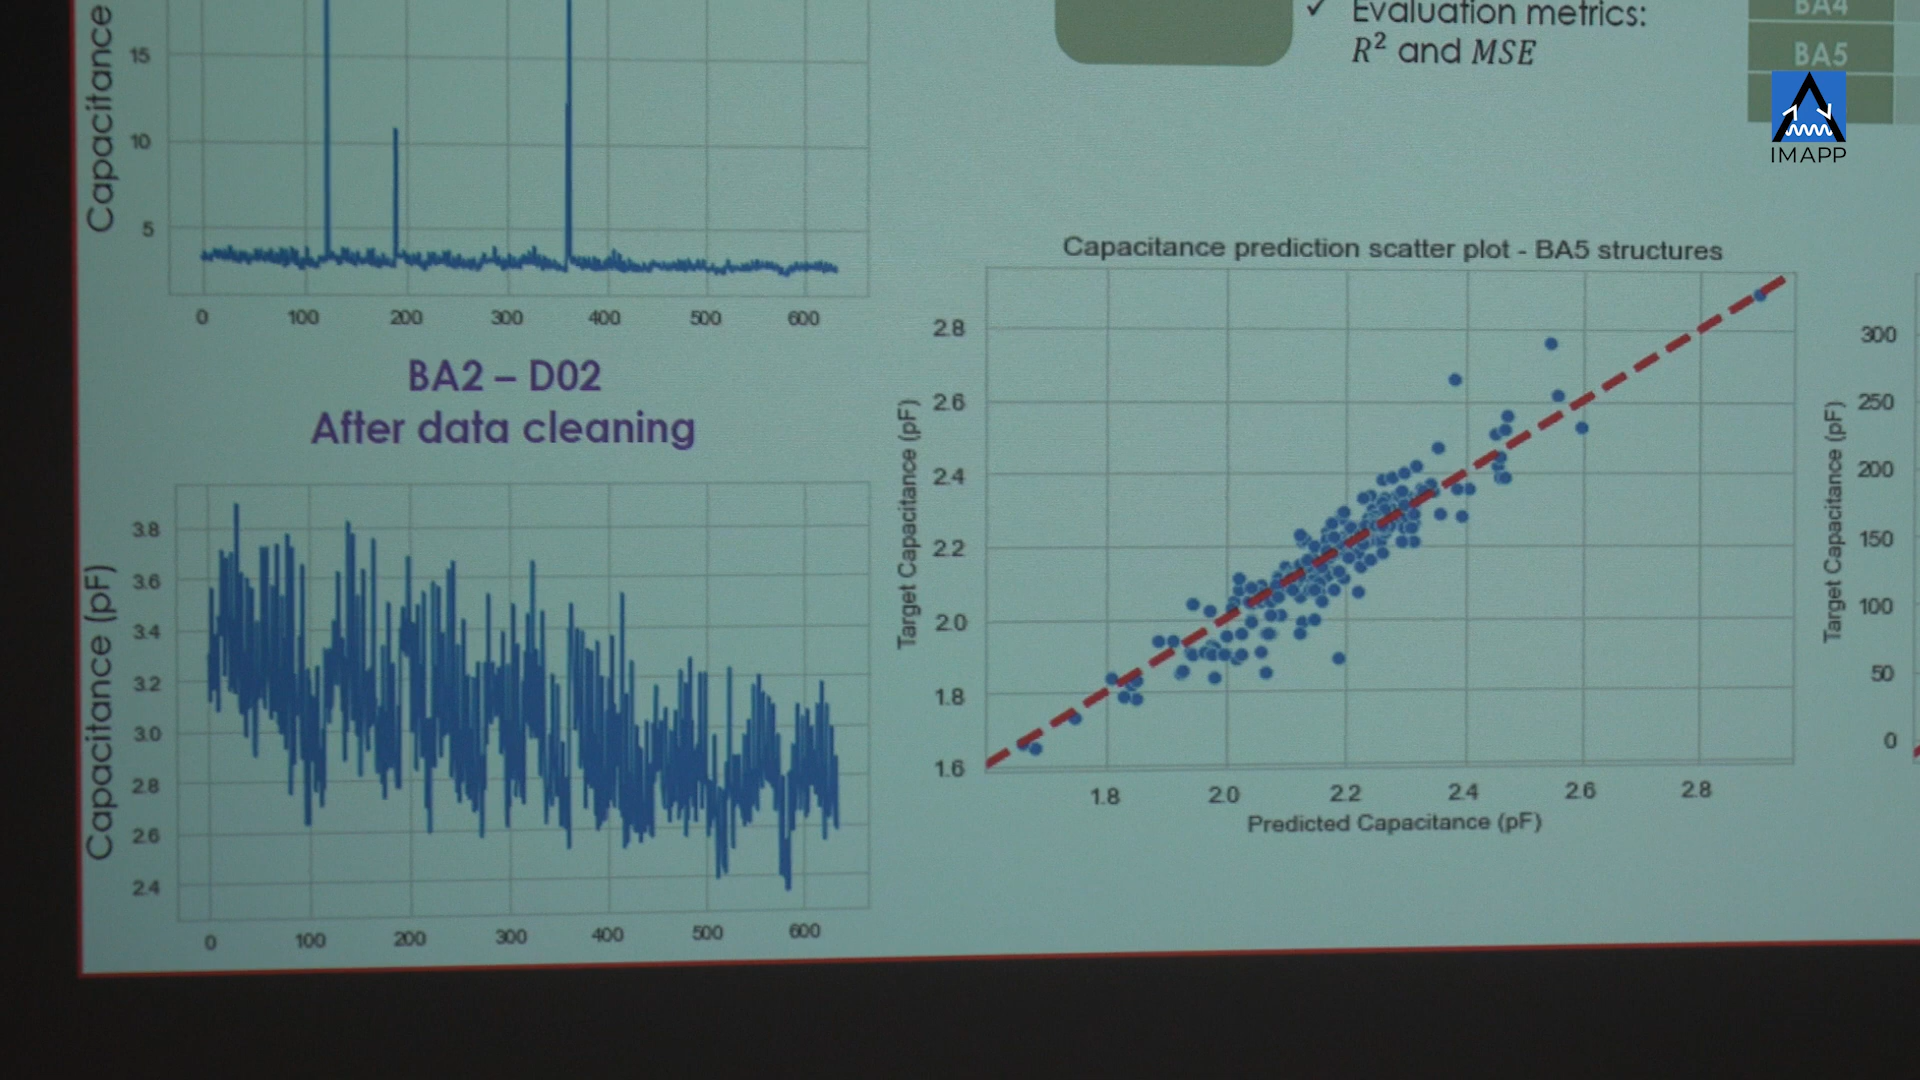 Capacitance
15
10
5
0 100 200 300 400 500 600
BA2 – D02
After data cleaning
Capacitance (pF)
3.8
3.6
3.4
3.2
3.0
2.8
2.6
2.4
0 100 200 300 400 500 600
✓ Evaluation metrics:
R² and MSE
BA4
BA5
IMAPP
Capacitance prediction scatter plot - BA5 structures
Target Capacitance (pF)
2.8
2.6
2.4
2.2
2.0
1.8
1.6
1.8 2.0 2.2 2.4 2.6 2.8
Predicted Capacitance (pF)
Target Capacitance (pF)
300
250
200
150
100
50
0